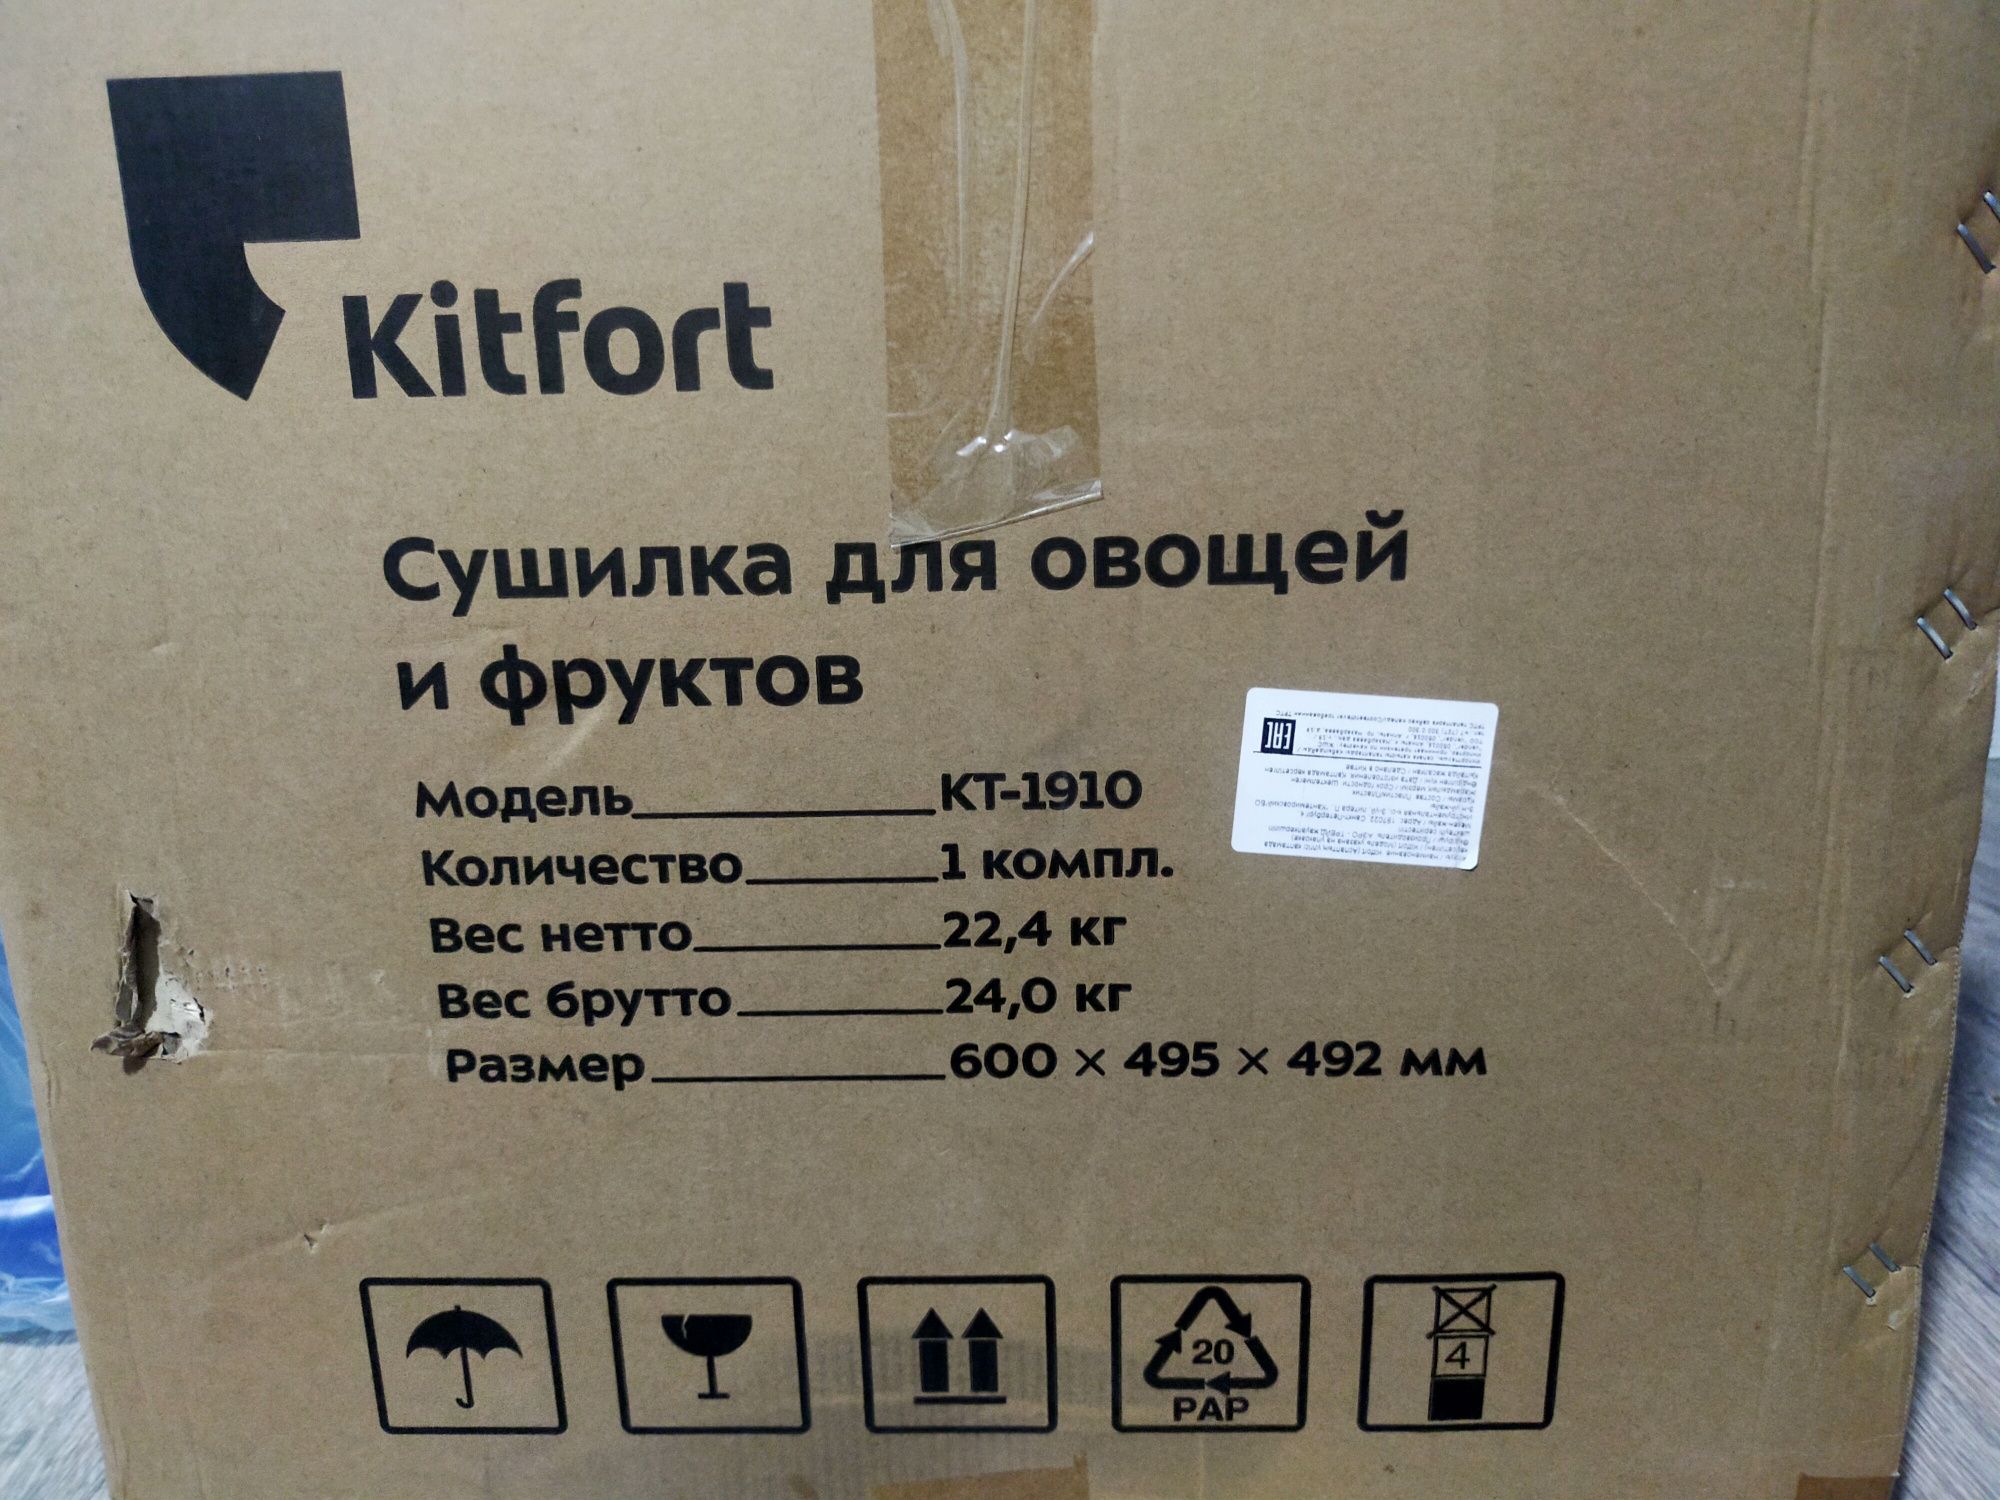 Kitfort
Сушилка для овощей
и фруктов
Модель КТ-1910
Количество 1 компл.
Вес нетто 22,4 кг
Вес брутто 24,0 кг
Размер 600 × 495 × 492 мм
20
PAP
4
EAC